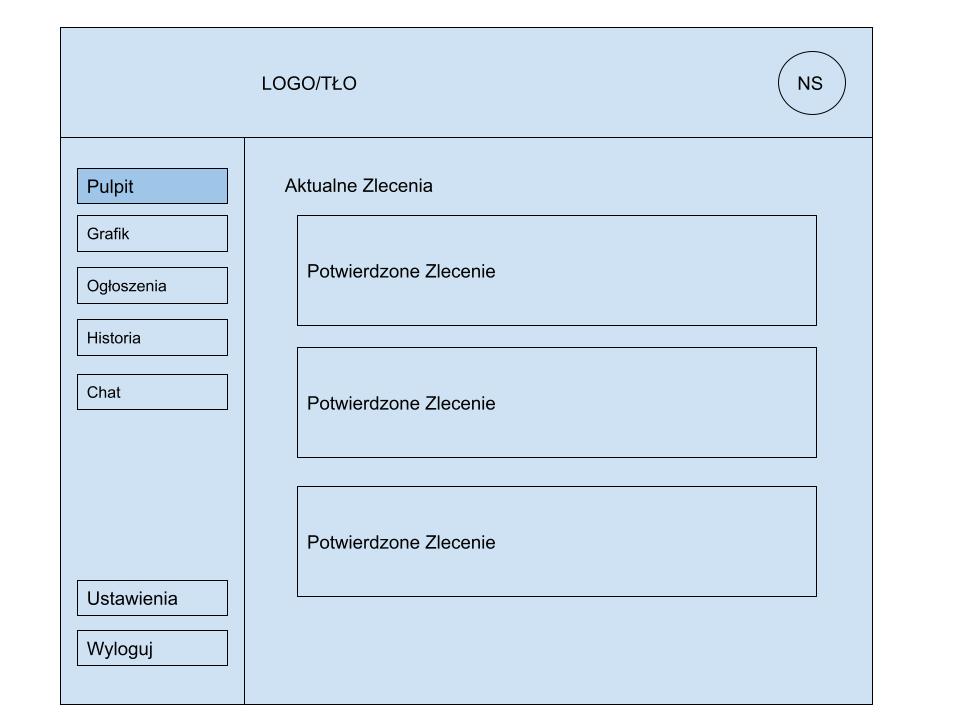 LOGO/TŁO
NS
Pulpit
Grafik
Ogłoszenia
Historia
Chat
Ustawienia
Wyloguj
Aktualne Zlecenia
Potwierdzone Zlecenie
Potwierdzone Zlecenie
Potwierdzone Zlecenie